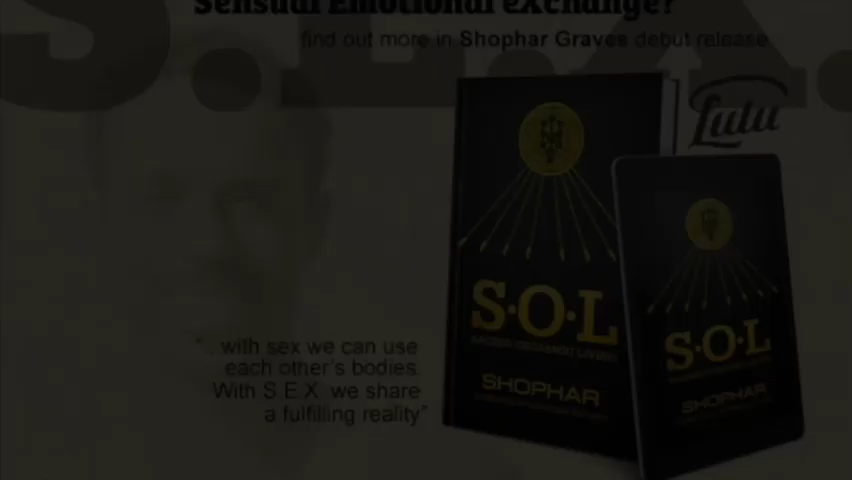 S.E.X.
Sensual Emotional eXchange?
find out more in Shophar Graves debut release
Lulu
S·O·L
SHOPHAR
S·O·L
SHOPHAR
"...with sex we can use
each other's bodies.
With S.E.X. we share
a fulfilling reality"